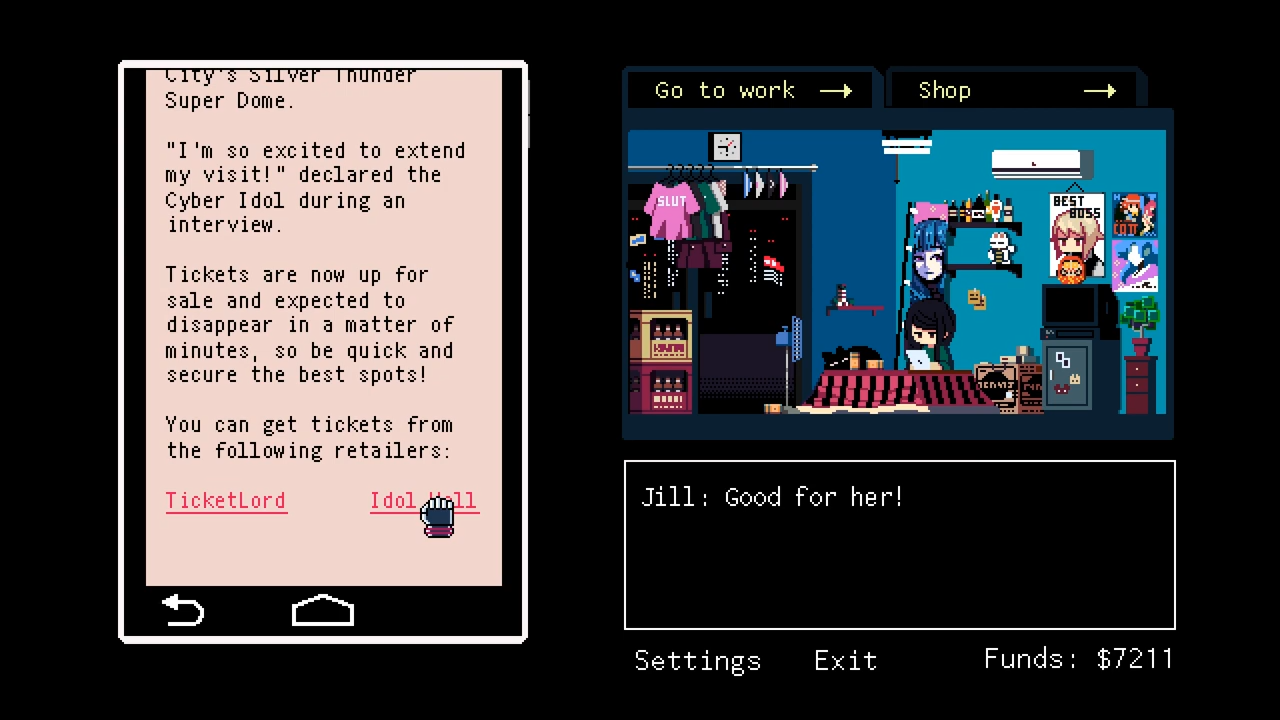 City's Silver Thunder
Super Dome.
"I'm so excited to extend
my visit!" declared the
Cyber Idol during an
interview.
Tickets are now up for
sale and expected to
disappear in a matter of
minutes, so be quick and
secure the best spots!
You can get tickets from
the following retailers:
TicketLord
Idol
Go to work
Shop
SLUT
BEST
BOSS
Jill: Good for her!
Settings
Exit
Funds: $7211